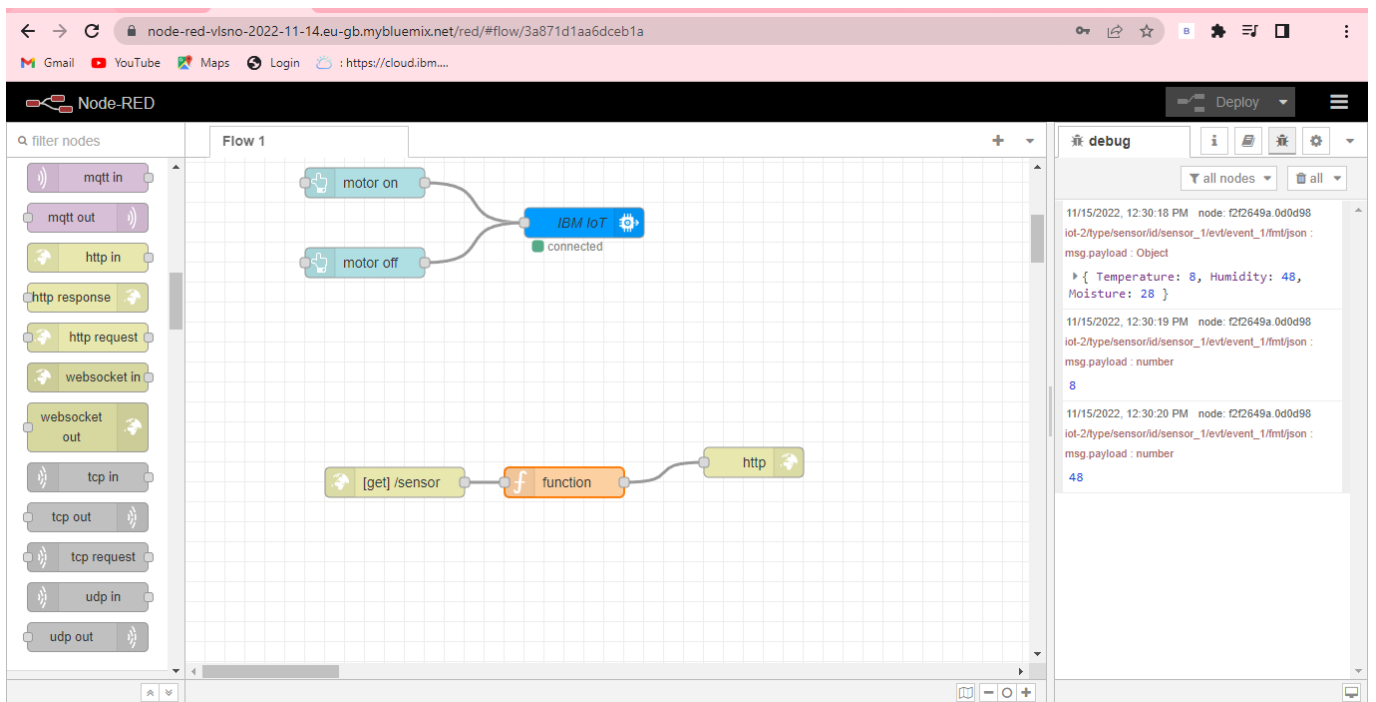 node-red-vlsno-2022-11-14.eu-gb.mybluemix.net/red/#flow/3a871d1aa6dceb1a
B
Gmail YouTube Maps Login : https://cloud.ibm....
Node-RED
Deploy
filter nodes
mqtt in
mqtt out
http in
http response
http request
websocket in
websocket
out
tcp in
tcp out
tcp request
udp in
udp out
Flow 1
motor on
IBM IoT
connected
motor off
[get] /sensor
function
http
debug
i
all nodes
all
11/15/2022, 12:30:18 PM node: f2f2649a.0d0d98
iot-2/type/sensor/id/sensor_1/evt/event_1/fmt/json :
msg.payload : Object
{ Temperature: 8, Humidity: 48,
Moisture: 28 }
11/15/2022, 12:30:19 PM node: f2f2649a.0d0d98
iot-2/type/sensor/id/sensor_1/evt/event_1/fmt/json :
msg.payload : number
8
11/15/2022, 12:30:20 PM node: f2f2649a.0d0d98
iot-2/type/sensor/id/sensor_1/evt/event_1/fmt/json :
msg.payload : number
48